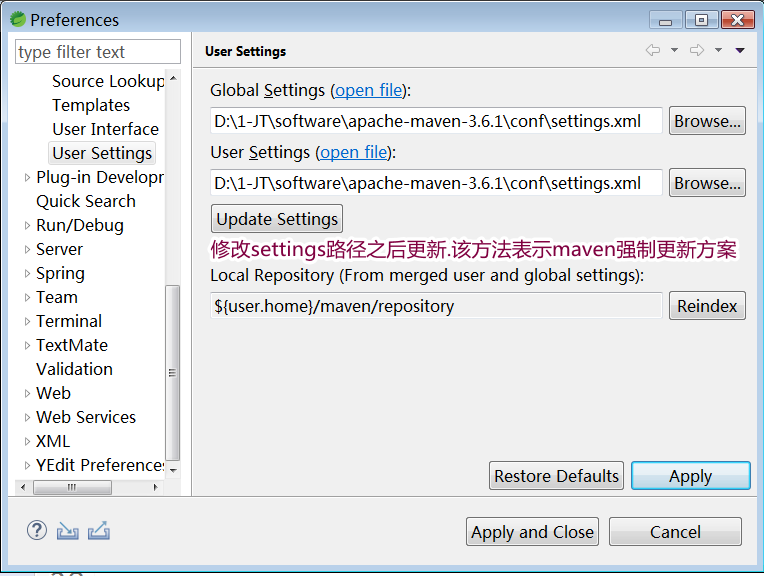 Preferences
type filter text
Source Lookup
Templates
User Interface
User Settings
Plug-in Developr
Quick Search
Run/Debug
Server
Spring
Team
Terminal
TextMate
Validation
Web
Web Services
XML
YEdit Preferences
User Settings
Global Settings (open file):
D:\1-JT\software\apache-maven-3.6.1\conf\settings.xml
Browse...
User Settings (open file):
D:\1-JT\software\apache-maven-3.6.1\conf\settings.xml
Browse...
Update Settings
修改settings路径之后更新.该方法表示maven强制更新方案
Local Repository (From merged user and global settings):
${user.home}/maven/repository
Reindex
Restore Defaults
Apply
Apply and Close
Cancel